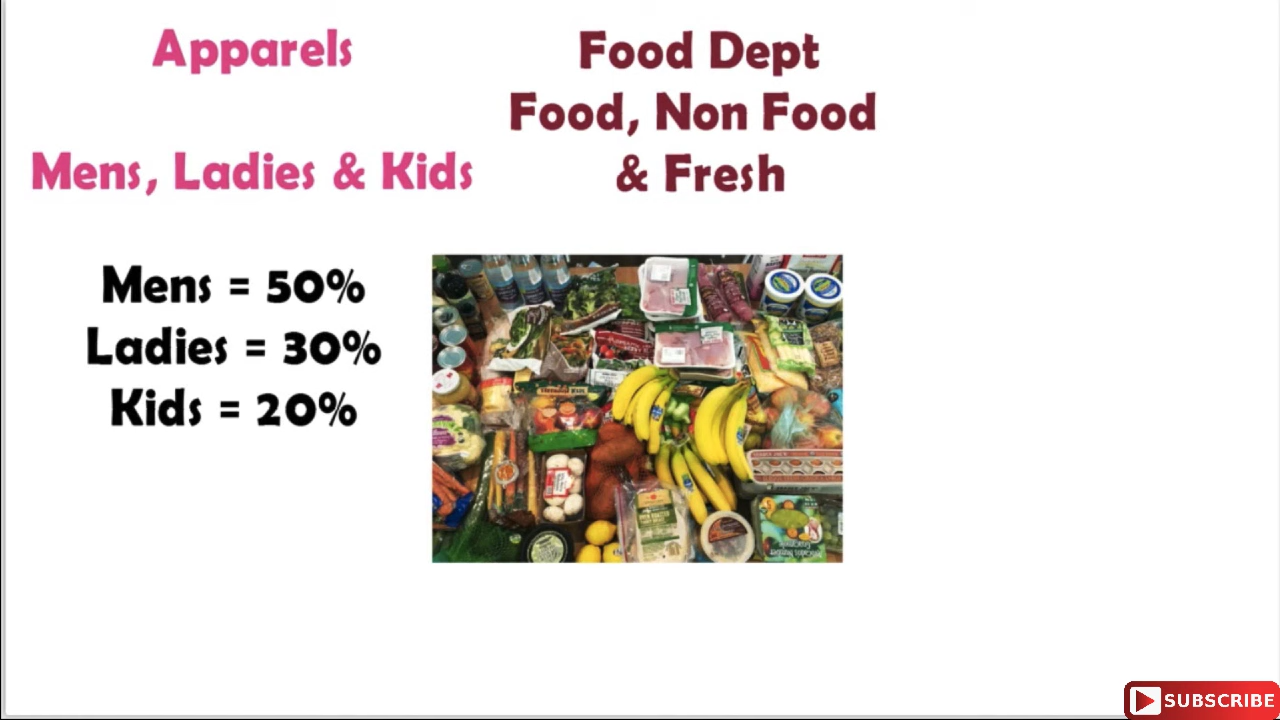 Apparels
Mens, Ladies & Kids
Mens = 50%
Ladies = 30%
Kids = 20%
Food Dept
Food, Non Food
& Fresh
SUBSCRIBE